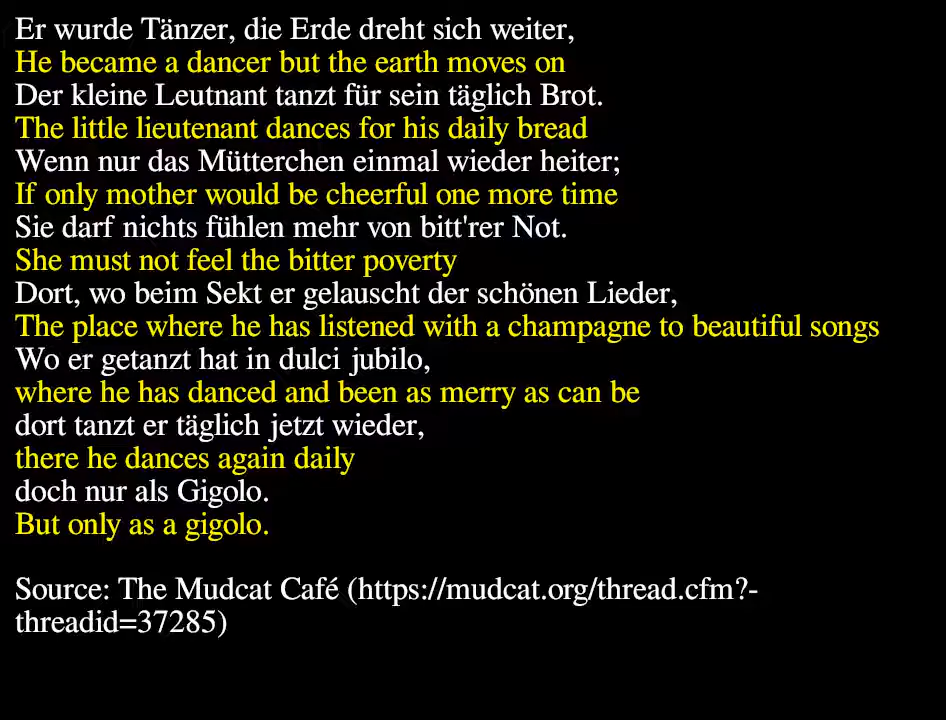 Er wurde Tänzer, die Erde dreht sich weiter,
He became a dancer but the earth moves on
Der kleine Leutnant tanzt für sein täglich Brot.
The little lieutenant dances for his daily bread
Wenn nur das Mütterchen einmal wieder heiter;
If only mother would be cheerful one more time
Sie darf nichts fühlen mehr von bitt'rer Not.
She must not feel the bitter poverty
Dort, wo beim Sekt er gelauscht der schönen Lieder,
The place where he has listened with a champagne to beautiful songs
Wo er getanzt hat in dulci jubilo,
where he has danced and been as merry as can be
dort tanzt er täglich jetzt wieder,
there he dances again daily
doch nur als Gigolo.
But only as a gigolo.
Source: The Mudcat Café (https://mudcat.org/thread.cfm?-
threadid=37285)